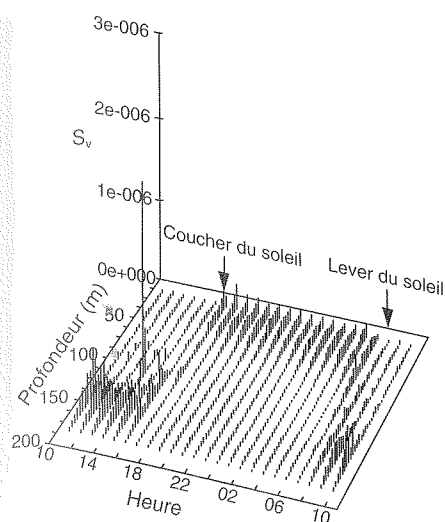 3e-006
2e-006
Sv
1e-006
Coucher du soleil
Lever du soleil
0e+000
50
Profondeur (m)
100
150
200
10
14
18
22
02
06
10
Heure